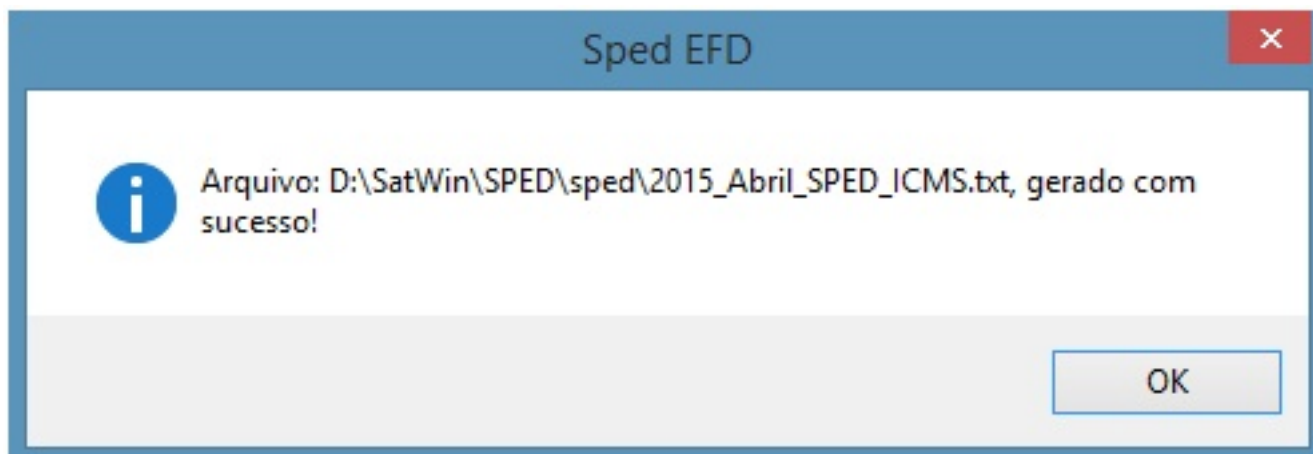 Sped EFD
Arquivo: D:\SatWin\SPED\sped\2015_Abril_SPED_ICMS.txt, gerado com
sucesso!
OK